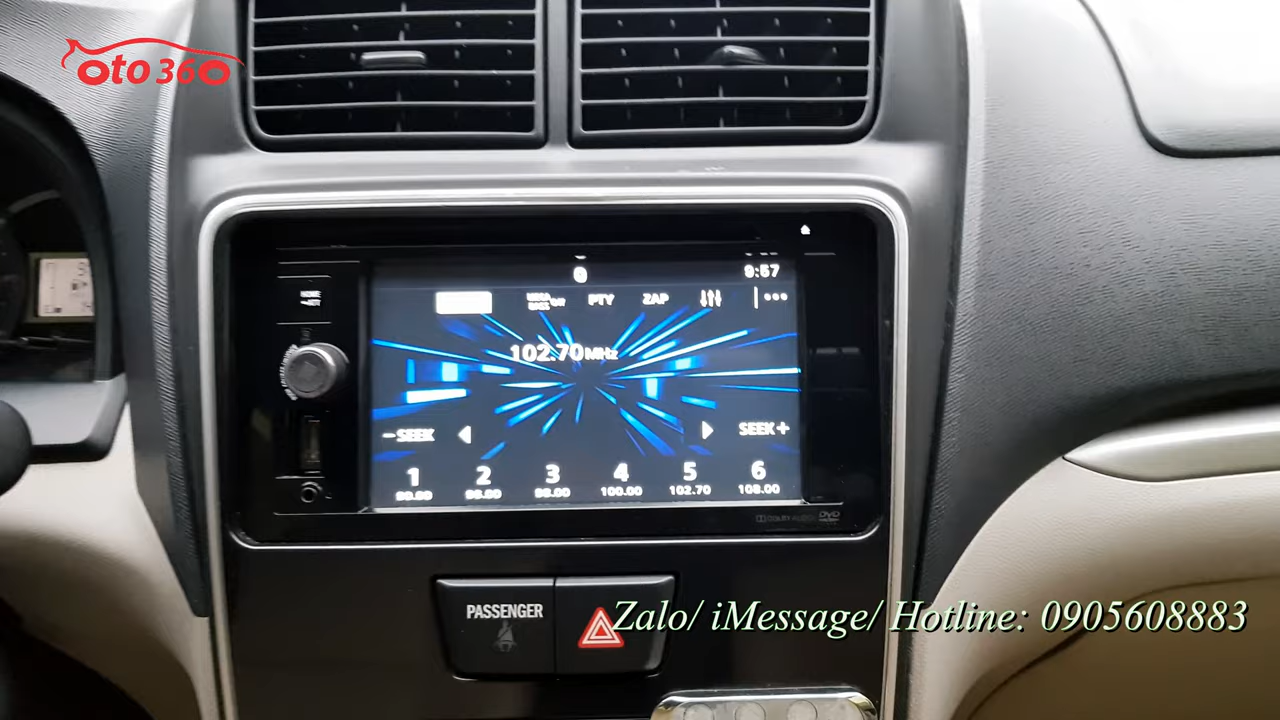 oto360
9:57
PTY ZAP
102.70MHz
−SEEK
SEEK+
1 2 3 4 5 6
100.00 102.70 108.00
DVD
PASSENGER
Zalo/ iMessage/ Hotline: 0905608883